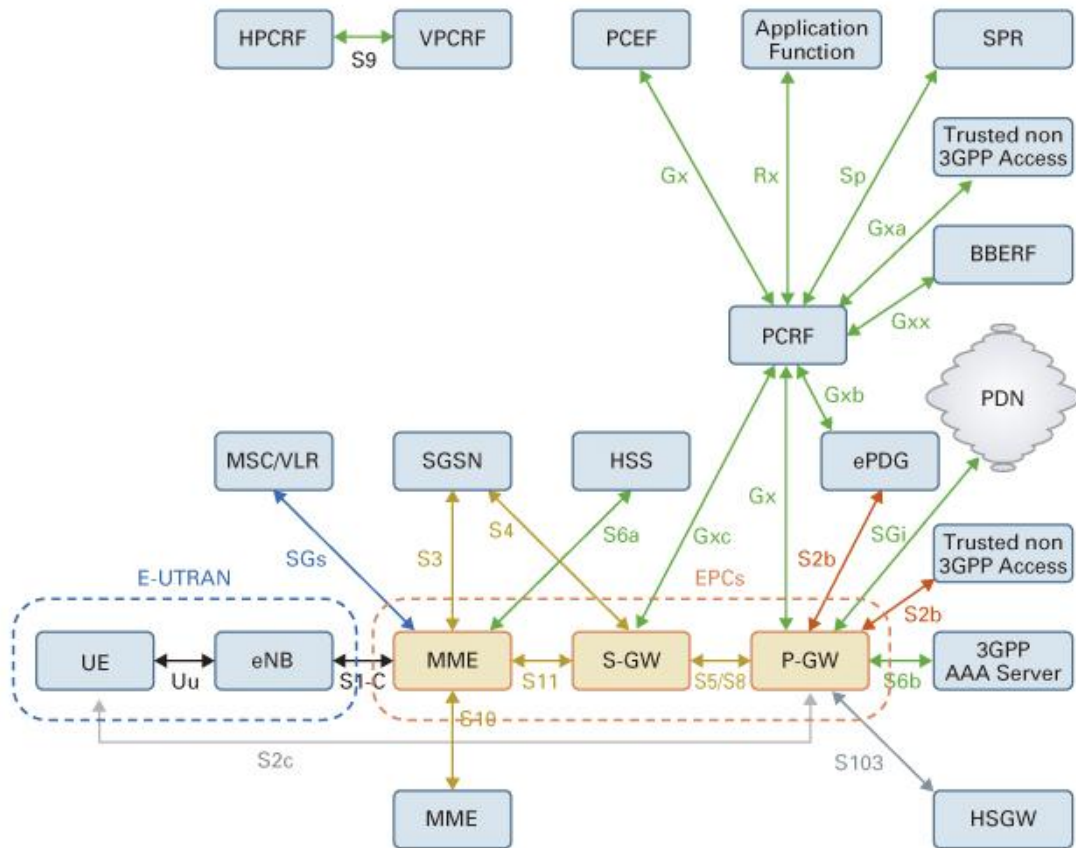 HPCRF
S9
VPCRF
PCEF
Application
Function
SPR
Trusted non
3GPP Access
Gx
Rx
Sp
Gxa
BBERF
Gxx
PCRF
Gxb
PDN
MSC/VLR
SGSN
HSS
ePDG
SGs
S3
S4
S6a
Gxc
Gx
S2b
SGi
Trusted non
3GPP Access
S2b
E-UTRAN
EPCs
UE
Uu
eNB
S1-C
MME
S11
S-GW
S5/S8
P-GW
S6b
3GPP
AAA Server
S10
S2c
S103
MME
HSGW